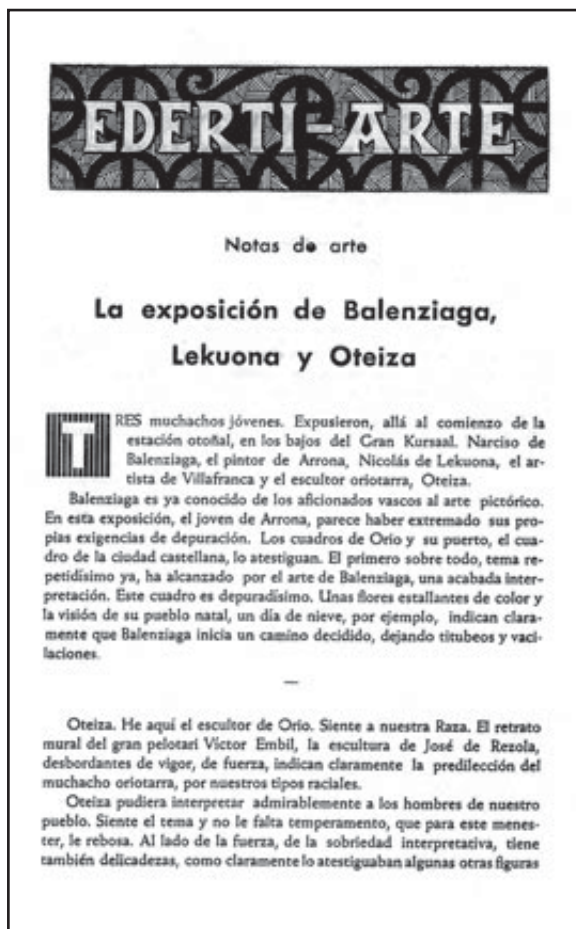 EDERTI-ARTE
Notas de arte
La exposición de Balenziaga,
Lekuona y Oteiza
TRES muchachos jóvenes. Expusieron, allá al comienzo de la
estación otoñal, en los bajos del Gran Kursaal. Narciso de
Balenziaga, el pintor de Arrona, Nicolás de Lekuona, el ar-
tista de Villafranca y el escultor oriotarra, Oteiza.
Balenziaga es ya conocido de los aficionados vascos al arte pictórico.
En esta exposición, el joven de Arrona, parece haber extremado sus pro-
pias exigencias de depuración. Los cuadros de Orio y su puerto, el cua-
dro de la ciudad castellana, lo atestiguan. El primero sobre todo, tema re-
petidísimo ya, ha alcanzado por el arte de Balenziaga, una acabada inter-
pretación. Este cuadro es depuradísimo. Unas flores estallantes de color y
la visión de su pueblo natal, un día de nieve, por ejemplo, indican clara-
mente que Balenziaga inicia un camino decidido, dejando titubeos y vaci-
laciones.
—
Oteiza. He aquí el escultor de Orio. Siente a nuestra Raza. El retrato
mural del gran pelotari Víctor Embil, la escultura de José de Rezola,
desbordantes de vigor, de fuerza, indican claramente la predilección del
muchacho oriotarra, por nuestros tipos raciales.
Oteiza pudiera interpretar admirablemente a los hombres de nuestro
pueblo. Siente el tema y no le falta temperamento, que para este menes-
ter, le rebosa. Al lado de la fuerza, de la sobriedad interpretativa, tiene
también delicadezas, como claramente lo atestiguaban algunas otras figuras